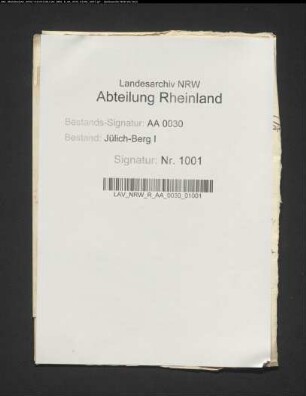 Landesarchiv NRW
Abteilung Rheinland
Bestands-Signatur: AA 0030
Bestand: Jülich-Berg I
Signatur: Nr. 1001
LAV_NRW_R_AA_0030_01001